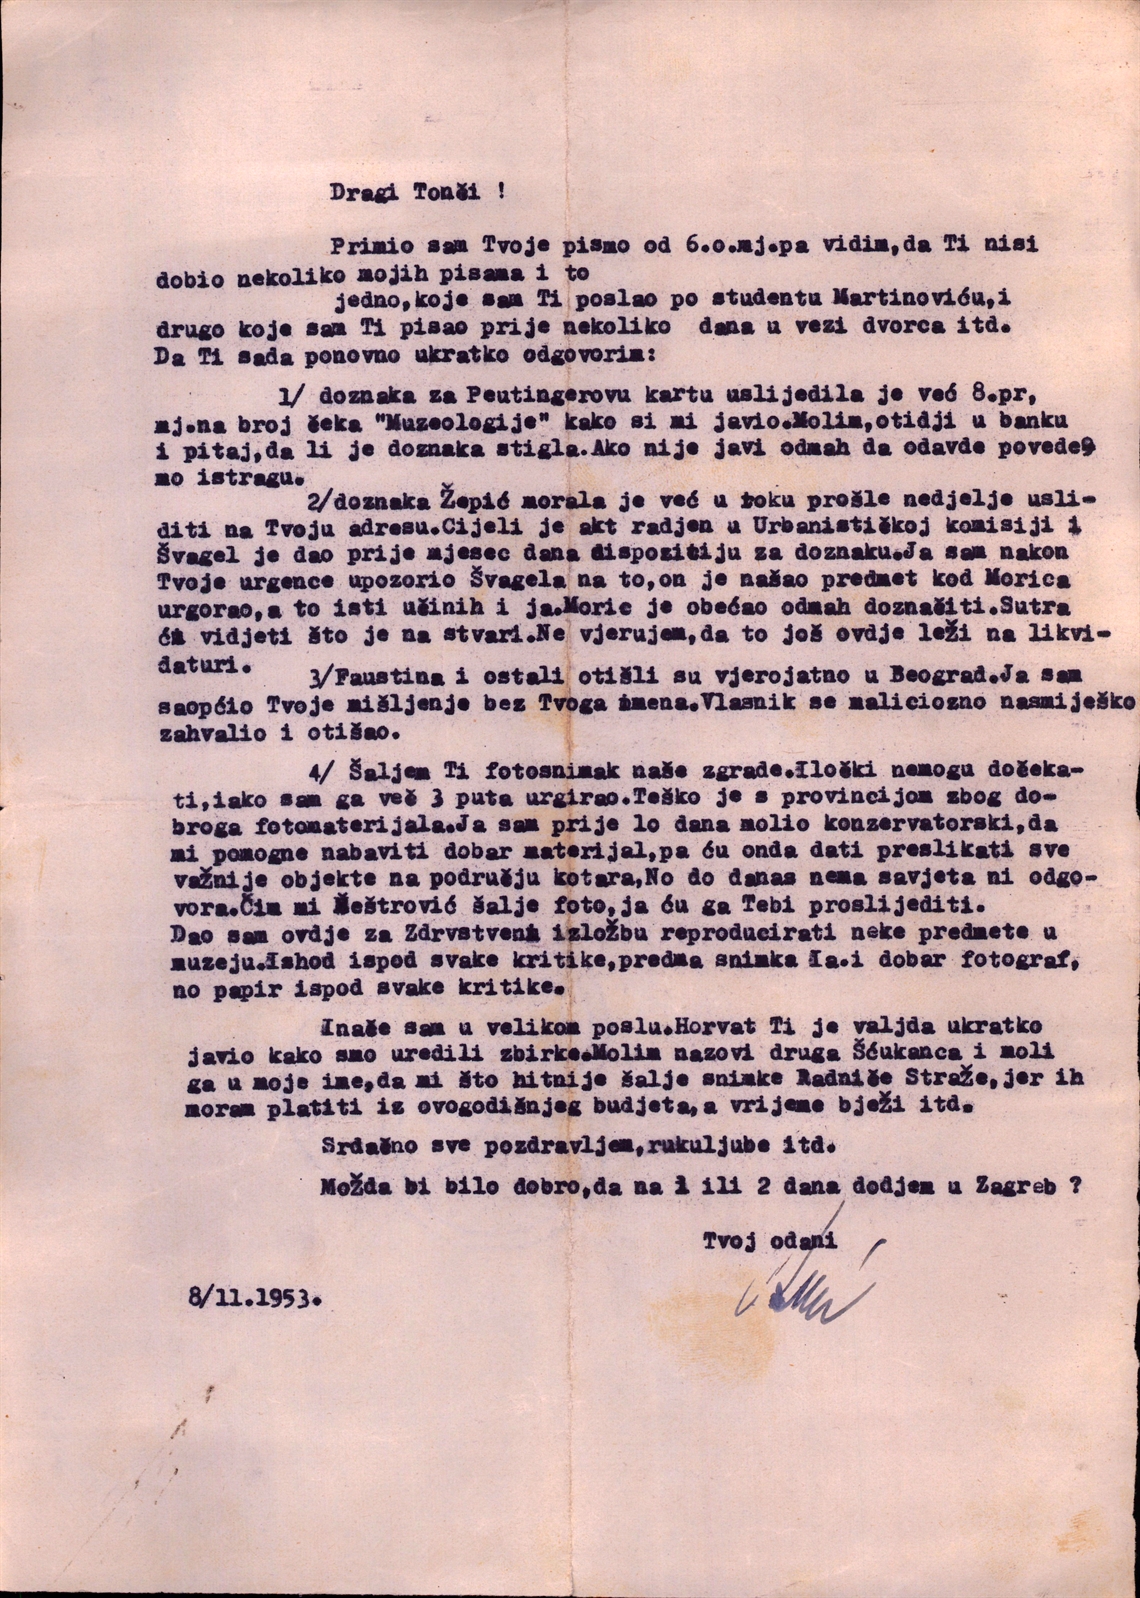 Dragi Tonči !
Primio sam Tvoje pismo od 6.o.mj.pa vidim,da Ti nisi
dobio nekoliko mojih pisama i to
jedno,koje sam Ti poslao po studentu Martinoviću,i
drugo koje sam Ti pisao prije nekoliko dana u vezi dvorca itd.
Da Ti sada ponovno ukratko odgovorim:
1/ doznaka za Peutingerovu kartu uslijedila je već 8.pr,
mj.na broj čeka "Muzeologije" kako si mi javio.Molim,otidji u banku
i pitaj,da li je doznaka stigla.Ako nije javi odmah da odavde povede-
mo istragu.
2/doznaka Žepić morala je već u toku prošle nedjelje usli-
diti na Tvoju adresu.Cijeli je akt radjen u Urbanističkoj komisiji i
Švagel je dao prije mjesec dana dispozitiju za doznaku.Ja sam nakon
Tvoje urgence upozorio Švagela na to,on je našao predmet kod Morica
urgorao,a to isti učinih i ja.Moric je obećao odmah doznačiti.Sutra
ću vidjeti što je na stvari.Ne vjerujem,da to još ovdje leži na likvi-
daturi.
3/Faustina i ostali otišli su vjerojatno u Beograd.Ja sam
saopćio Tvoje mišljenje bez Tvoga imena.Vlasnik se maliciozno nasmiješko
zahvalio i otišao.
4/ Šaljem Ti fotosnimak naše zgrade.Iločki nemogu dočeka-
ti,iako sam ga več 3 puta urgirao.Teško je s provincijom zbog do-
broga fotomaterijala.Ja sam prije lo dana molio konzervatorski,da
mi pomogne nabaviti dobar materijal,pa ću onda dati preslikati sve
važnije objekte na području kotara,No do danas nema savjeta ni odgo-
vora.Čim mi Meštrović šalje foto,ja ću ga Tebi proslijediti.
Dao sam ovdje za Zdrvstveni izložbu reproducirati neke predmete u
muzeju.Ishod ispod svake kritike,predma snimka Ia.i dobar fotograf,
no papir ispod svake kritike.
Inače sam u velikom poslu.Horvat Ti je valjda ukratko
javio kako smo uredili zbirke.Molim nazovi druga Šćukanca i moli
ga u moje ime,da mi što hitnije šalje snimke Radniče Straže,jer ih
moram platiti iz ovogodišnjeg budjeta,a vrijeme bježi itd.
Srdačno sve pozdravljem,rukuljube itd.
Možda bi bilo dobro,da na 1 ili 2 dana dodjem u Zagreb ?
Tvoj odani
8/11.1953.